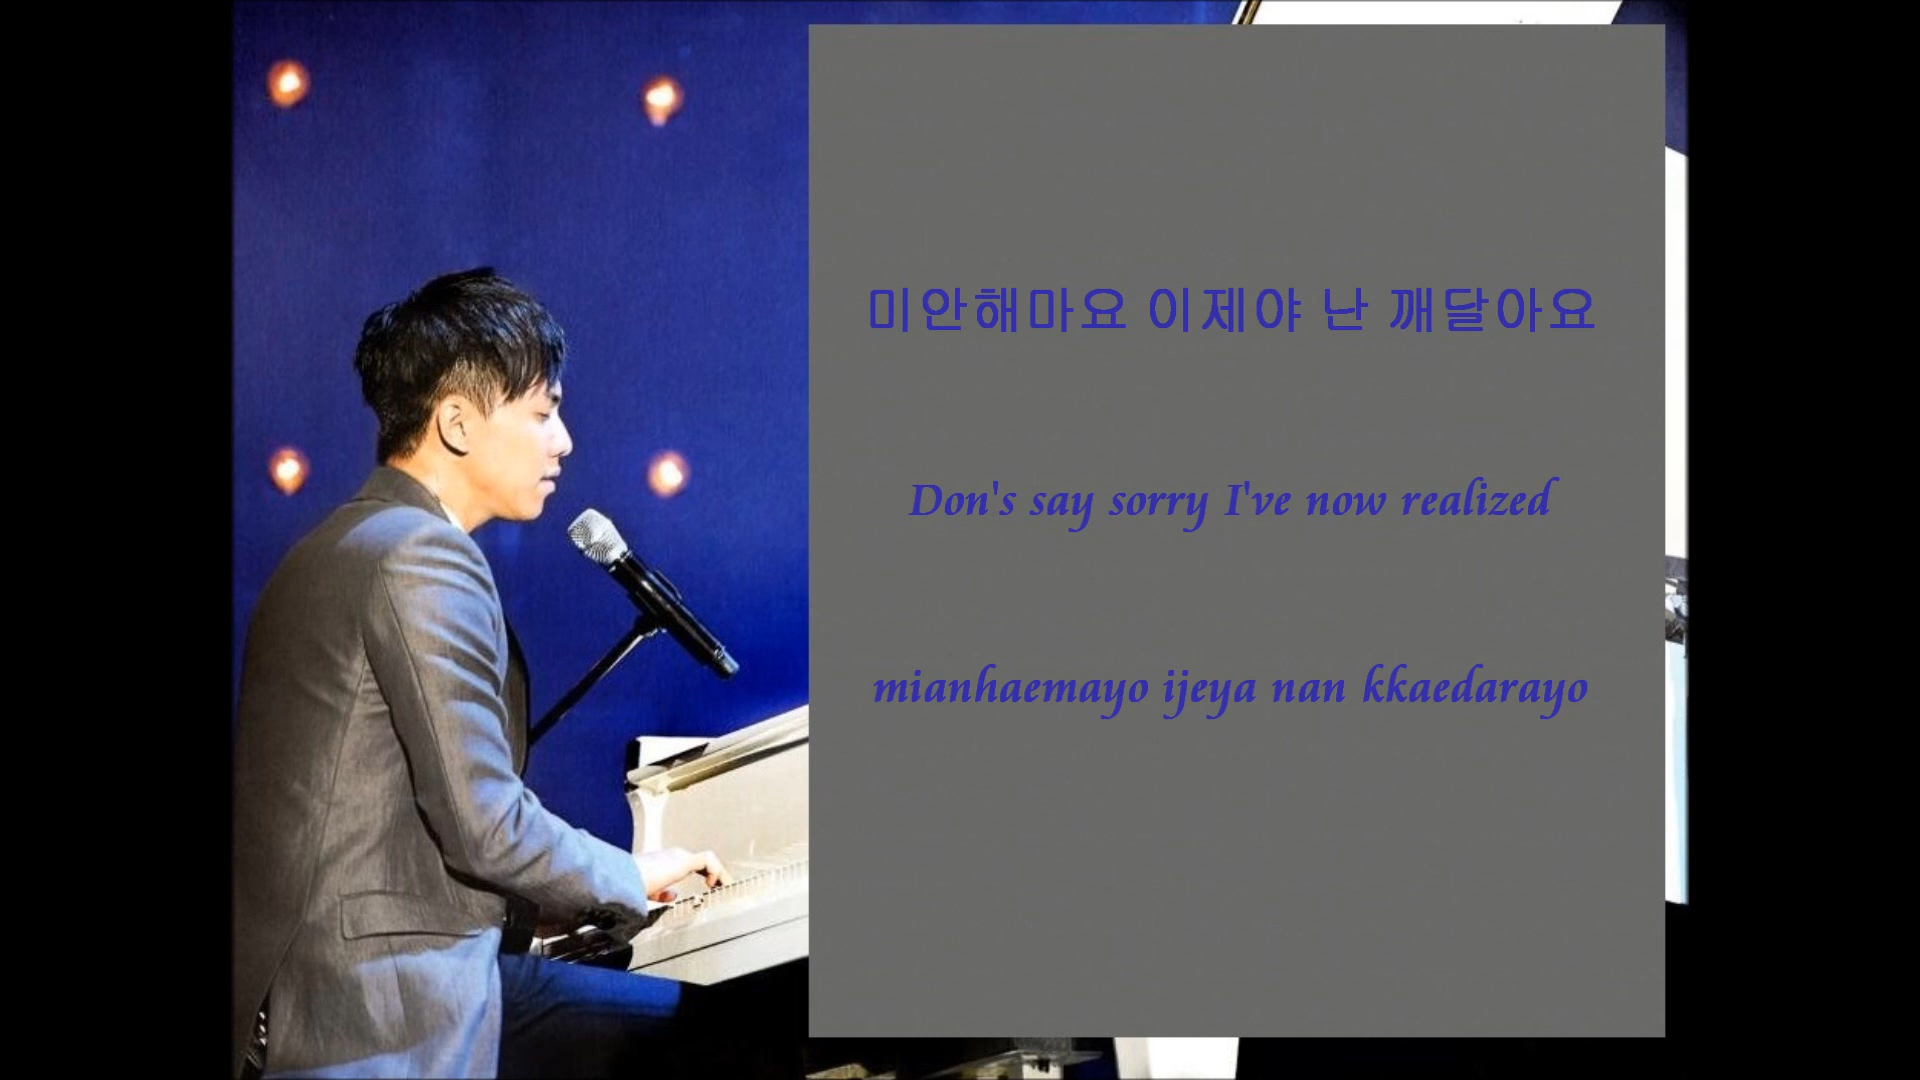 미안해마요 이제야 난 깨달아요
Don's say sorry I've now realized
mianhaemayo ijeya nan kkaedarayo